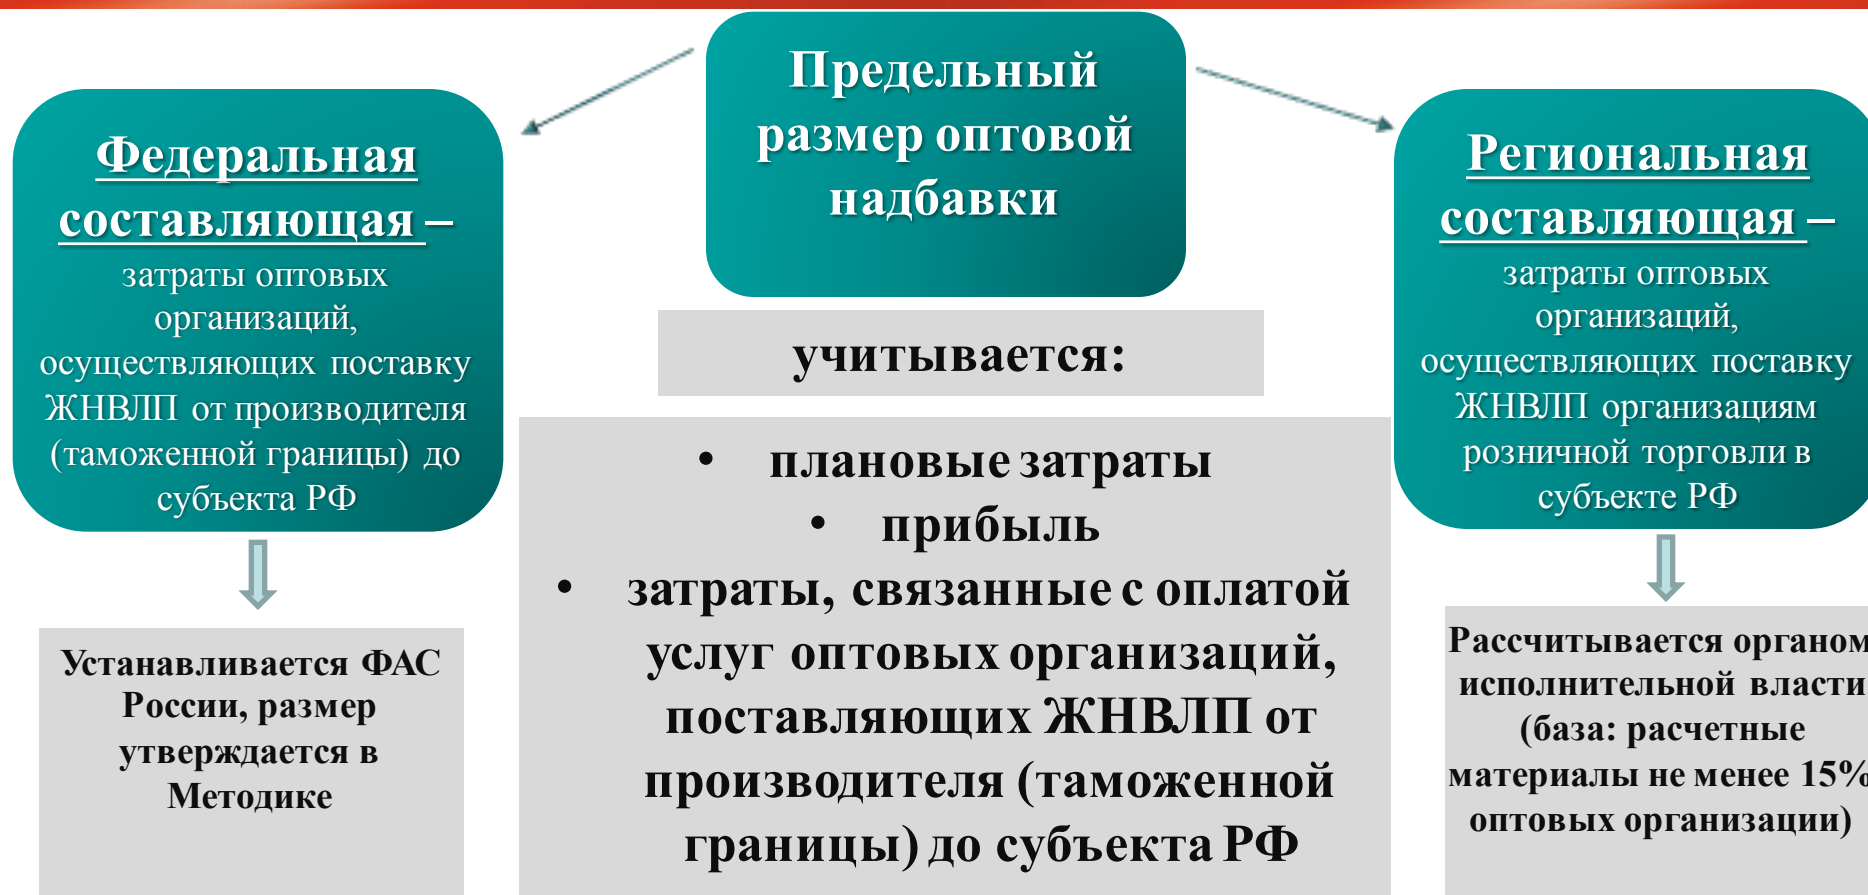 Предельный
размер оптовой
надбавки
Федеральная
составляющая –
затраты оптовых
организаций,
осуществляющих поставку
ЖНВЛП от производителя
(таможенной границы) до
субъекта РФ
Устанавливается ФАС
России, размер
утверждается в
Методике
учитывается:
• плановые затраты
• прибыль
• затраты, связанные с оплатой
услуг оптовых организаций,
поставляющих ЖНВЛП от
производителя (таможенной
границы) до субъекта РФ
Региональная
составляющая –
затраты оптовых
организаций,
осуществляющих поставку
ЖНВЛП организациям
розничной торговли в
субъекте РФ
Рассчитывается органом
исполнительной власти
(база: расчетные
материалы не менее 15%
оптовых организации)